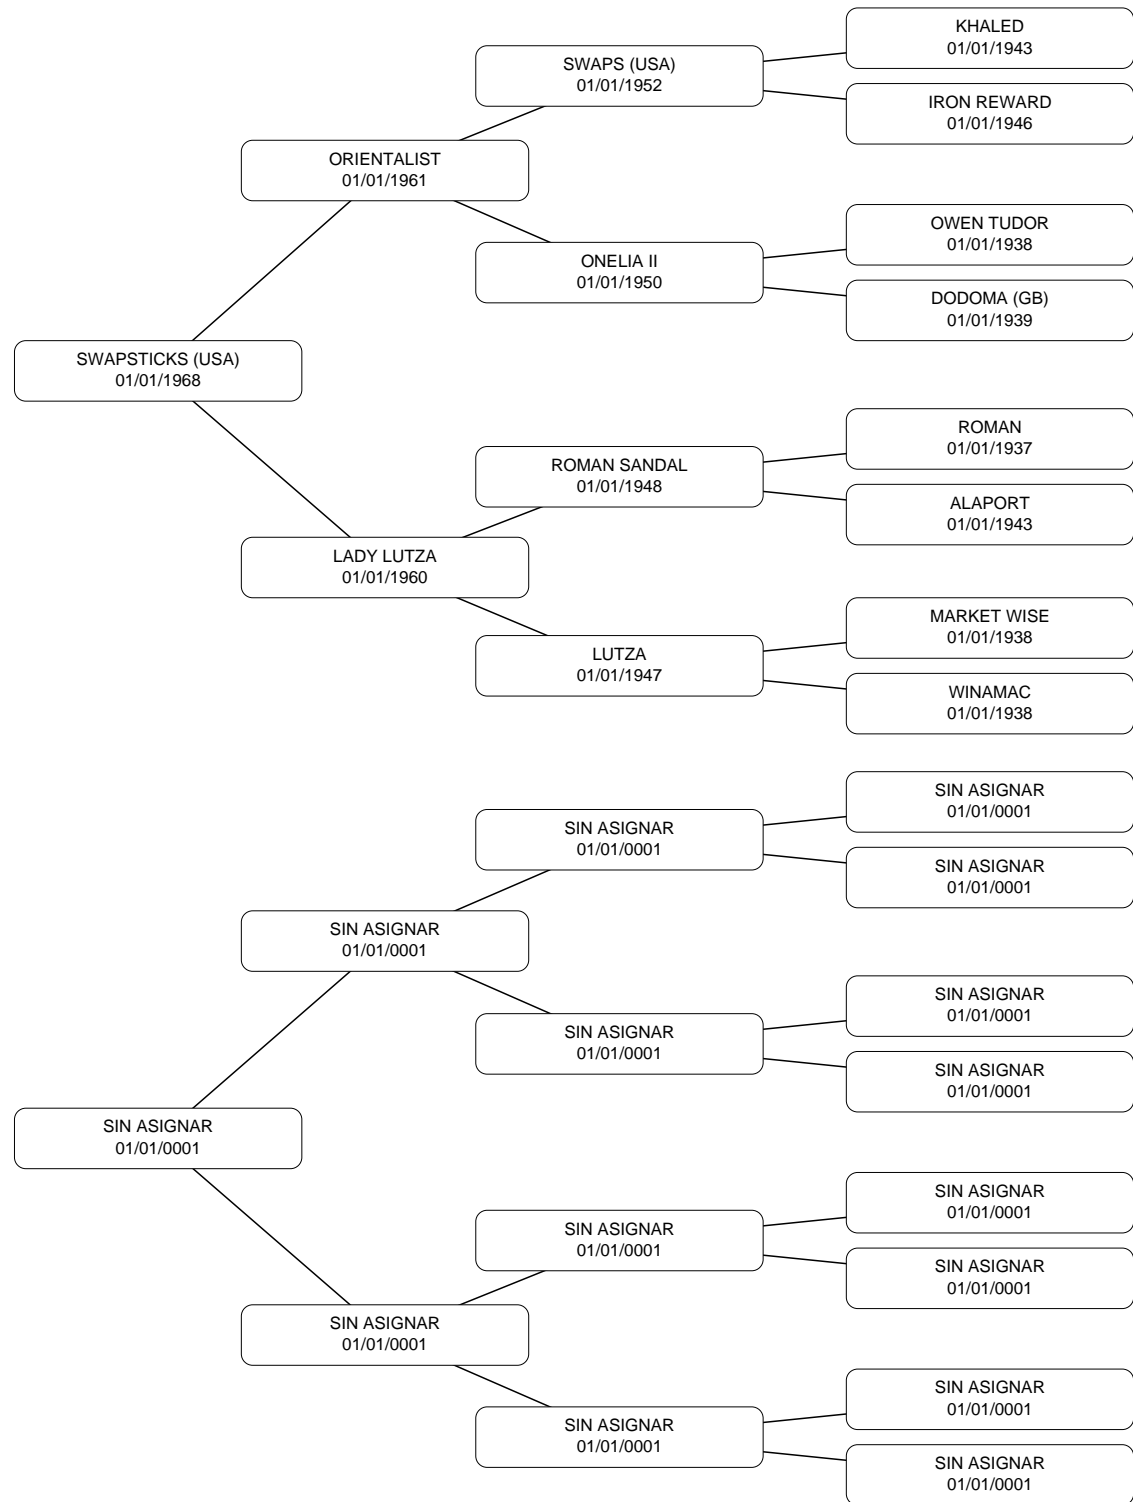 KHALED
01/01/1943
SWAPS (USA)
01/01/1952
IRON REWARD
01/01/1946
ORIENTALIST
01/01/1961
OWEN TUDOR
01/01/1938
ONELIA II
01/01/1950
DODOMA (GB)
01/01/1939
SWAPSTICKS (USA)
01/01/1968
ROMAN
01/01/1937
ROMAN SANDAL
01/01/1948
ALAPORT
01/01/1943
LADY LUTZA
01/01/1960
MARKET WISE
01/01/1938
LUTZA
01/01/1947
WINAMAC
01/01/1938
SIN ASIGNAR
01/01/0001
SIN ASIGNAR
01/01/0001
SIN ASIGNAR
01/01/0001
SIN ASIGNAR
01/01/0001
SIN ASIGNAR
01/01/0001
SIN ASIGNAR
01/01/0001
SIN ASIGNAR
01/01/0001
SIN ASIGNAR
01/01/0001
SIN ASIGNAR
01/01/0001
SIN ASIGNAR
01/01/0001
SIN ASIGNAR
01/01/0001
SIN ASIGNAR
01/01/0001
SIN ASIGNAR
01/01/0001
SIN ASIGNAR
01/01/0001
SIN ASIGNAR
01/01/0001